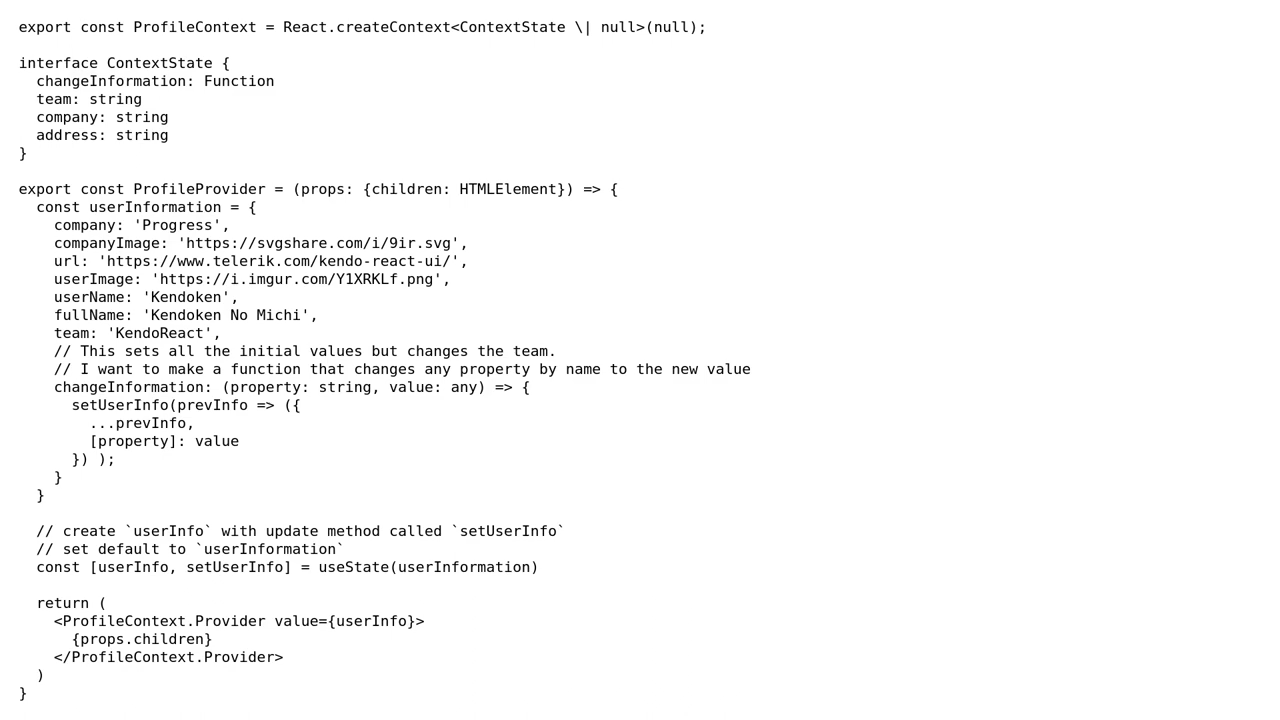 export const ProfileContext = React.createContext<ContextState \| null>(null);

interface ContextState {
  changeInformation: Function
  team: string
  company: string
  address: string
}

export const ProfileProvider = (props: {children: HTMLElement}) => {
  const userInformation = {
    company: 'Progress',
    companyImage: 'https://svgshare.com/i/9ir.svg',
    url: 'https://www.telerik.com/kendo-react-ui/',
    userImage: 'https://i.imgur.com/Y1XRKLf.png',
    userName: 'Kendoken',
    fullName: 'Kendoken No Michi',
    team: 'KendoReact',
    // This sets all the initial values but changes the team.
    // I want to make a function that changes any property by name to the new value
    changeInformation: (property: string, value: any) => {
      setUserInfo(prevInfo => ({
        ...prevInfo,
        [property]: value
      }) );
    }
  }

  // create `userInfo` with update method called `setUserInfo`
  // set default to `userInformation`
  const [userInfo, setUserInfo] = useState(userInformation)

  return (
    <ProfileContext.Provider value={userInfo}>
      {props.children}
    </ProfileContext.Provider>
  )
}